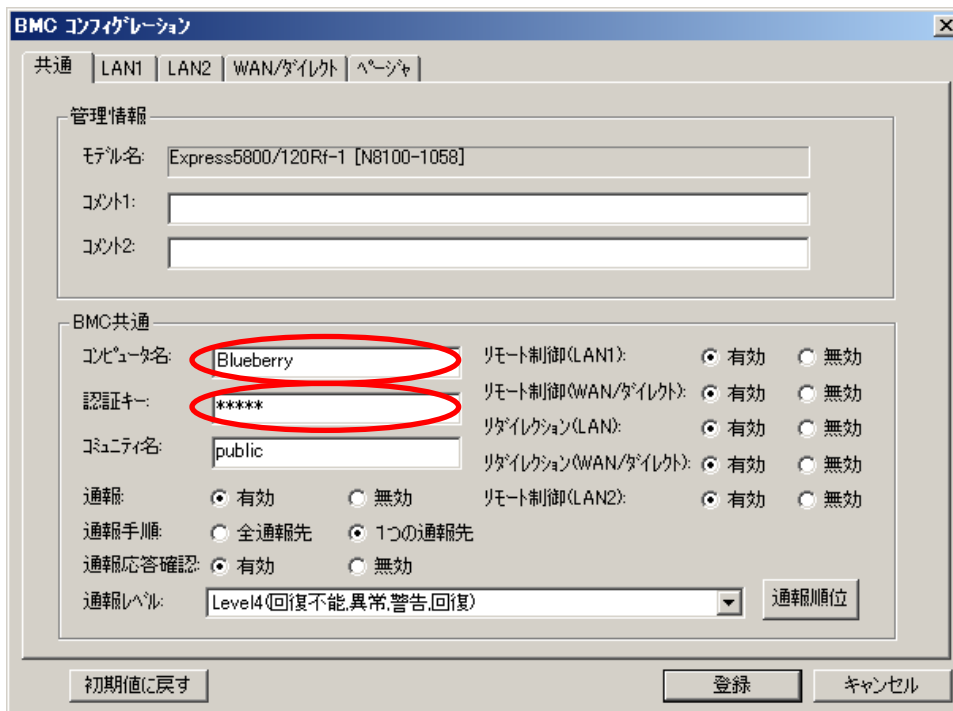 BMC コンフィグレーション
共通 LAN1 LAN2 WAN/ダイレクト ページャ
管理情報
モデル名: Express5800/120Rf-1 [N8100-1058]
コメント1:
コメント2:
BMC共通
コンピュータ名: Blueberry
認証キー: *****
コミュニティ名: public
通報: 有効 無効
通報手順: 全通報先 1つの通報先
通報応答確認: 有効 無効
通報レベル: Level4(回復不能,異常,警告,回復) 通報順位
リモート制御(LAN1): 有効 無効
リモート制御(WAN/ダイレクト): 有効 無効
リダイレクション(LAN): 有効 無効
リダイレクション(WAN/ダイレクト): 有効 無効
リモート制御(LAN2): 有効 無効
初期値に戻す 登録 キャンセル